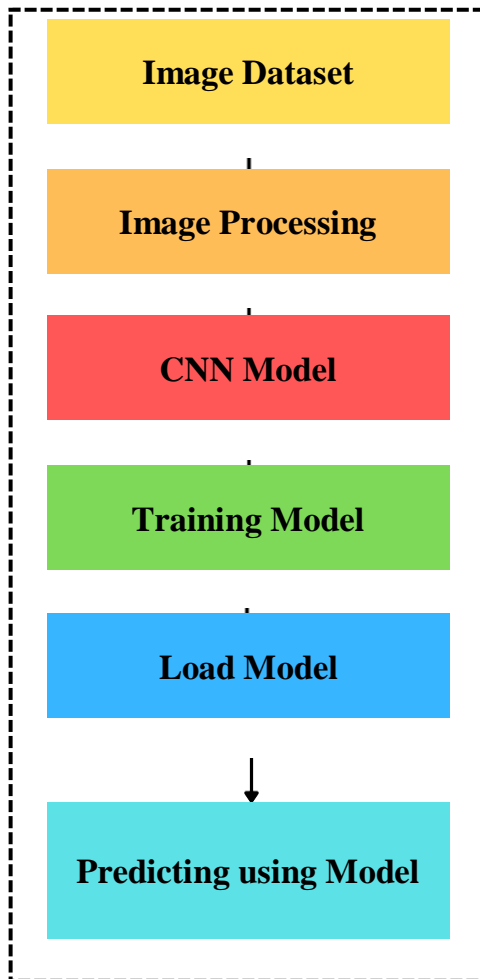 Image Dataset
Image Processing
CNN Model
Training Model
Load Model
Predicting using Model